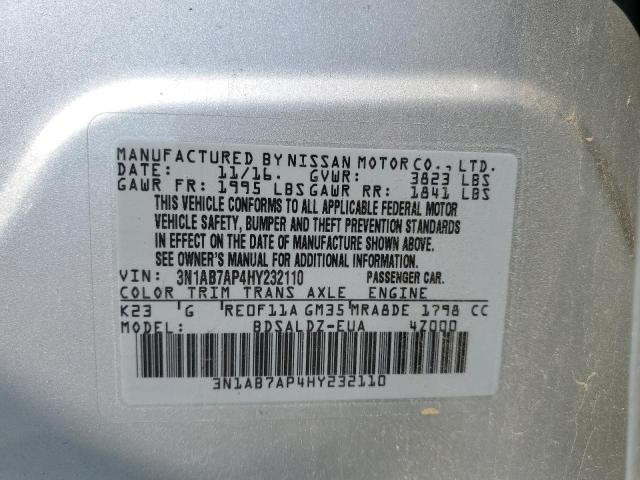 MANUFACTURED BY NISSAN MOTOR CO., LTD.
DATE: 11/16. GVWR: 3823 LBS
GAWR FR: 1995 LBS GAWR RR: 1841 LBS
THIS VEHICLE CONFORMS TO ALL APPLICABLE FEDERAL MOTOR
VEHICLE SAFETY, BUMPER AND THEFT PREVENTION STANDARDS
IN EFFECT ON THE DATE OF MANUFACTURE SHOWN ABOVE.
SEE OWNER'S MANUAL FOR ADDITIONAL INFORMATION.
VIN: 3N1AB7AP4HY232110 PASSENGER CAR.
COLOR TRIM TRANS AXLE ENGINE
K23 G RE0F11A GM35 MRA8DE 1798 CC
MODEL: BDSALDZ-EUA 47000
3N1AB7AP4HY232110